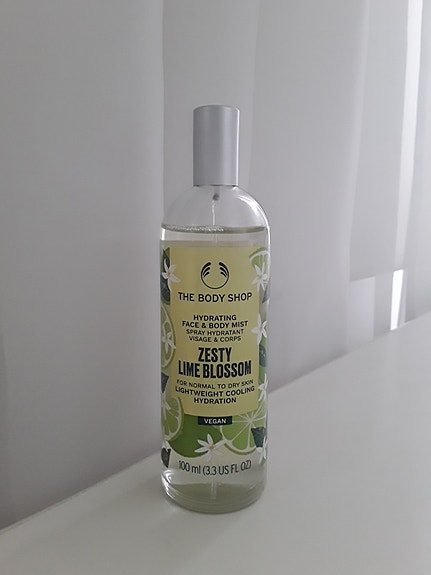 THE BODY SHOP
HYDRATING
FACE & BODY MIST
SPRAY HYDRATANT
VISAGE & CORPS
ZESTY
LIME BLOSSOM
FOR NORMAL TO DRY SKIN
LIGHTWEIGHT COOLING
HYDRATION
VEGAN
100 ml (3.3 US FL OZ)